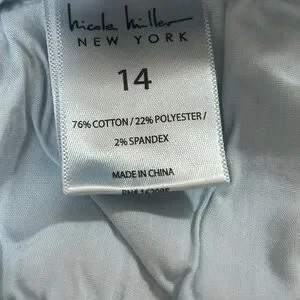 nicole miller
NEW YORK
14
76% COTTON / 22% POLYESTER /
2% SPANDEX
MADE IN CHINA